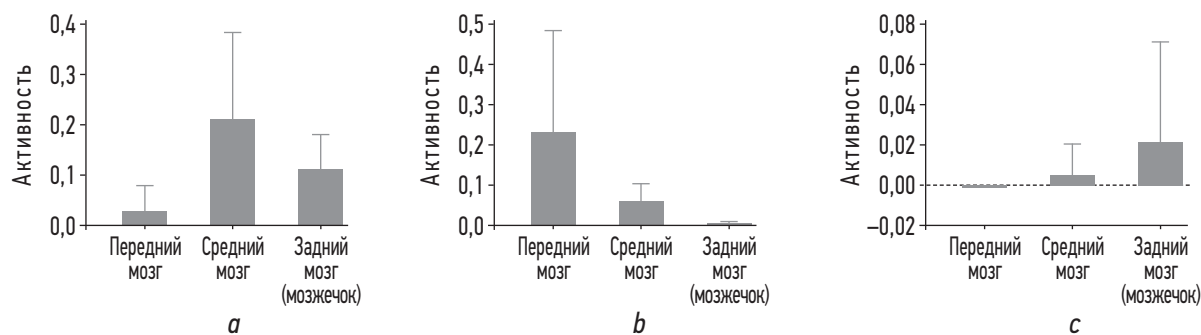 Активность
0,4
0,3
0,2
0,1
0,0
Передний мозг
Средний мозг
Задний мозг (мозжечок)
a
Активность
0,5
0,4
0,3
0,2
0,1
0,0
Передний мозг
Средний мозг
Задний мозг (мозжечок)
b
Активность
0,08
0,06
0,04
0,02
0,00
–0,02
Передний мозг
Средний мозг
Задний мозг (мозжечок)
c